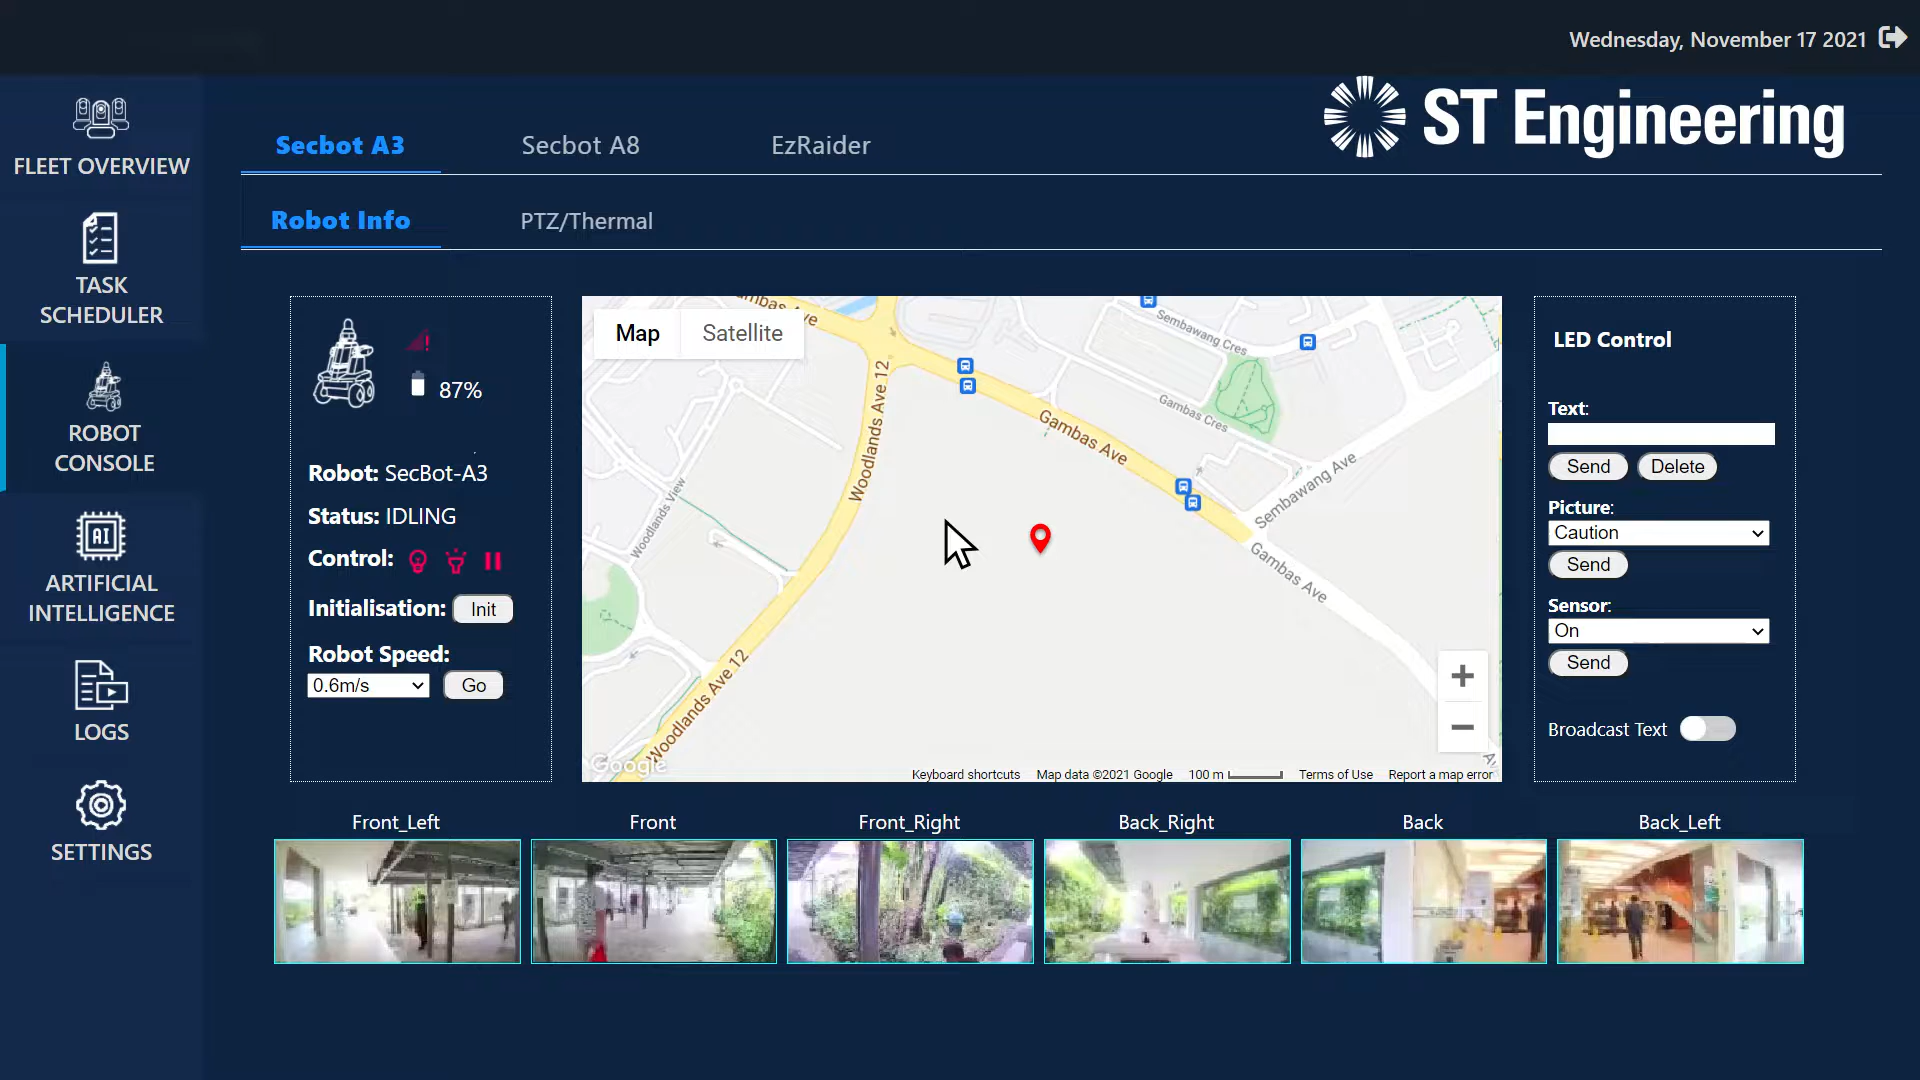 Wednesday, November 17 2021
ST Engineering
FLEET OVERVIEW
TASK
SCHEDULER
ROBOT
CONSOLE
AI
ARTIFICIAL
INTELLIGENCE
LOGS
SETTINGS
Secbot A3
Secbot A8
EzRaider
Robot Info
PTZ/Thermal
87%
Robot: SecBot-A3
Status: IDLING
Control:
Initialisation: Init
Robot Speed:
0.6m/s Go
Map Satellite
Gambas Ave
Sembawang Cres
Woodlands Ave 12
Gambas Ave
Gambas Cres
Sembawang Ave
Woodlands View
Gambas Ave
Woodlands Ave 12
Google
Keyboard shortcuts Map data ©2021 Google 100 m Terms of Use Report a map error
LED Control
Text:
Send Delete
Picture:
Caution
Send
Sensor:
On
Send
Broadcast Text
Front_Left
Front
Front_Right
Back_Right
Back
Back_Left